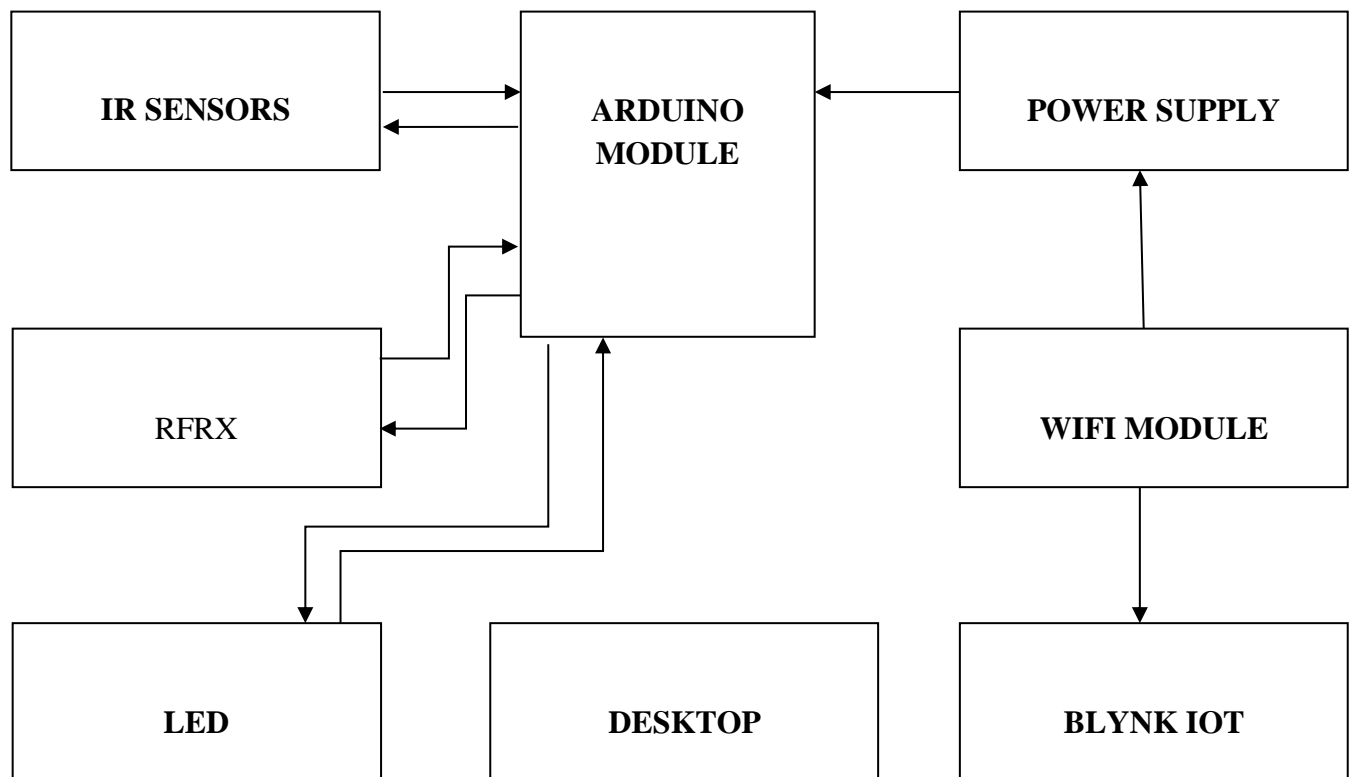 IR SENSORS
ARDUINO
MODULE
POWER SUPPLY
RFRX
WIFI MODULE
LED
DESKTOP
BLYNK IOT